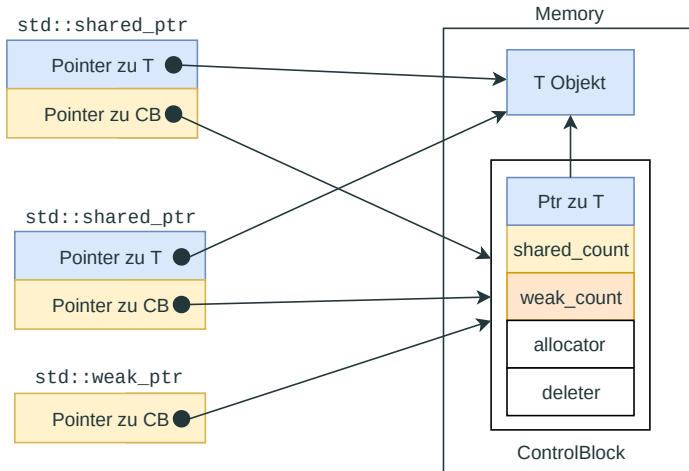 std::shared_ptr
Pointer zu T
Pointer zu CB
std::shared_ptr
Pointer zu T
Pointer zu CB
std::weak_ptr
Pointer zu CB
Memory
T Objekt
Ptr zu T
shared_count
weak_count
allocator
deleter
ControlBlock